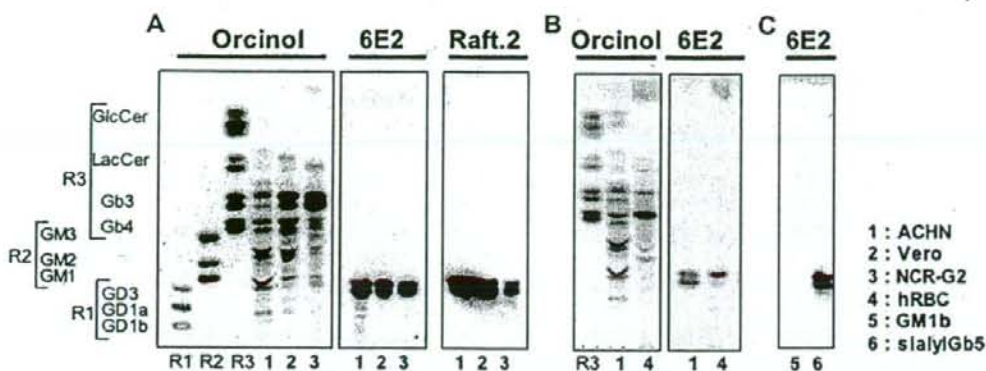 A
Orcinol
6E2
Raft.2
B
Orcinol
6E2
C
6E2
GlcCer
LacCer
R3
Gb3
Gb4
GM3
R2
GM2
GM1
GD3
R1
GD1a
GD1b
R1 R2 R3 1 2 3
1 2 3
1 2 3
R3 1 4
1 4
5 6
1 : ACHN
2 : Vero
3 : NCR-G2
4 : hRBC
5 : GM1b
6 : sialylGb5